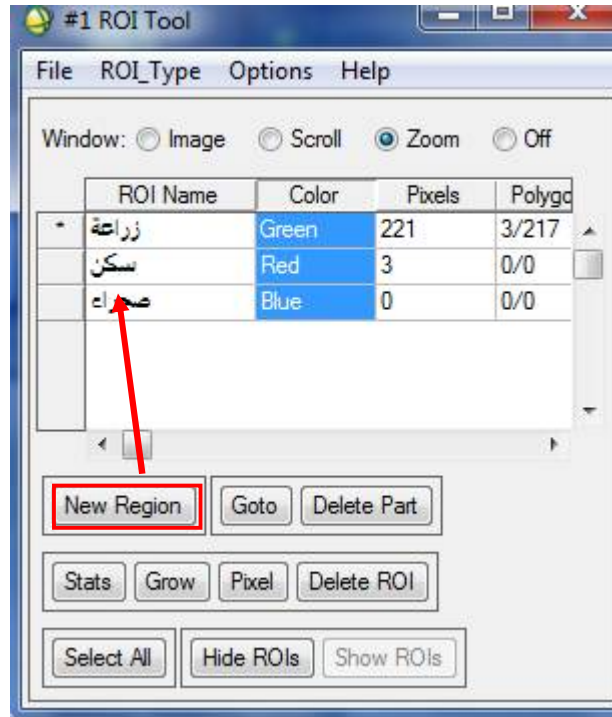 #1 ROI Tool
File ROI_Type Options Help
Window: Image Scroll Zoom Off
ROI Name Color Pixels Polygo
* زراعة Green 221 3/217
سكن Red 3 0/0
صحراء Blue 0 0/0
New Region Goto Delete Part
Stats Grow Pixel Delete ROI
Select All Hide ROIs Show ROIs